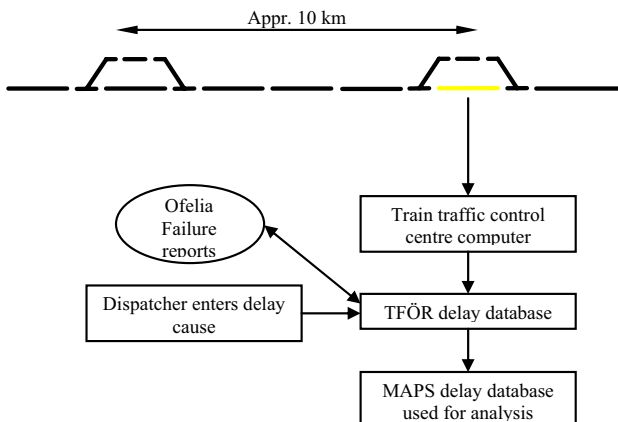 Appr. 10 km
Ofelia
Failure
reports
Train traffic control
centre computer
Dispatcher enters delay
cause
TFÖR delay database
MAPS delay database
used for analysis